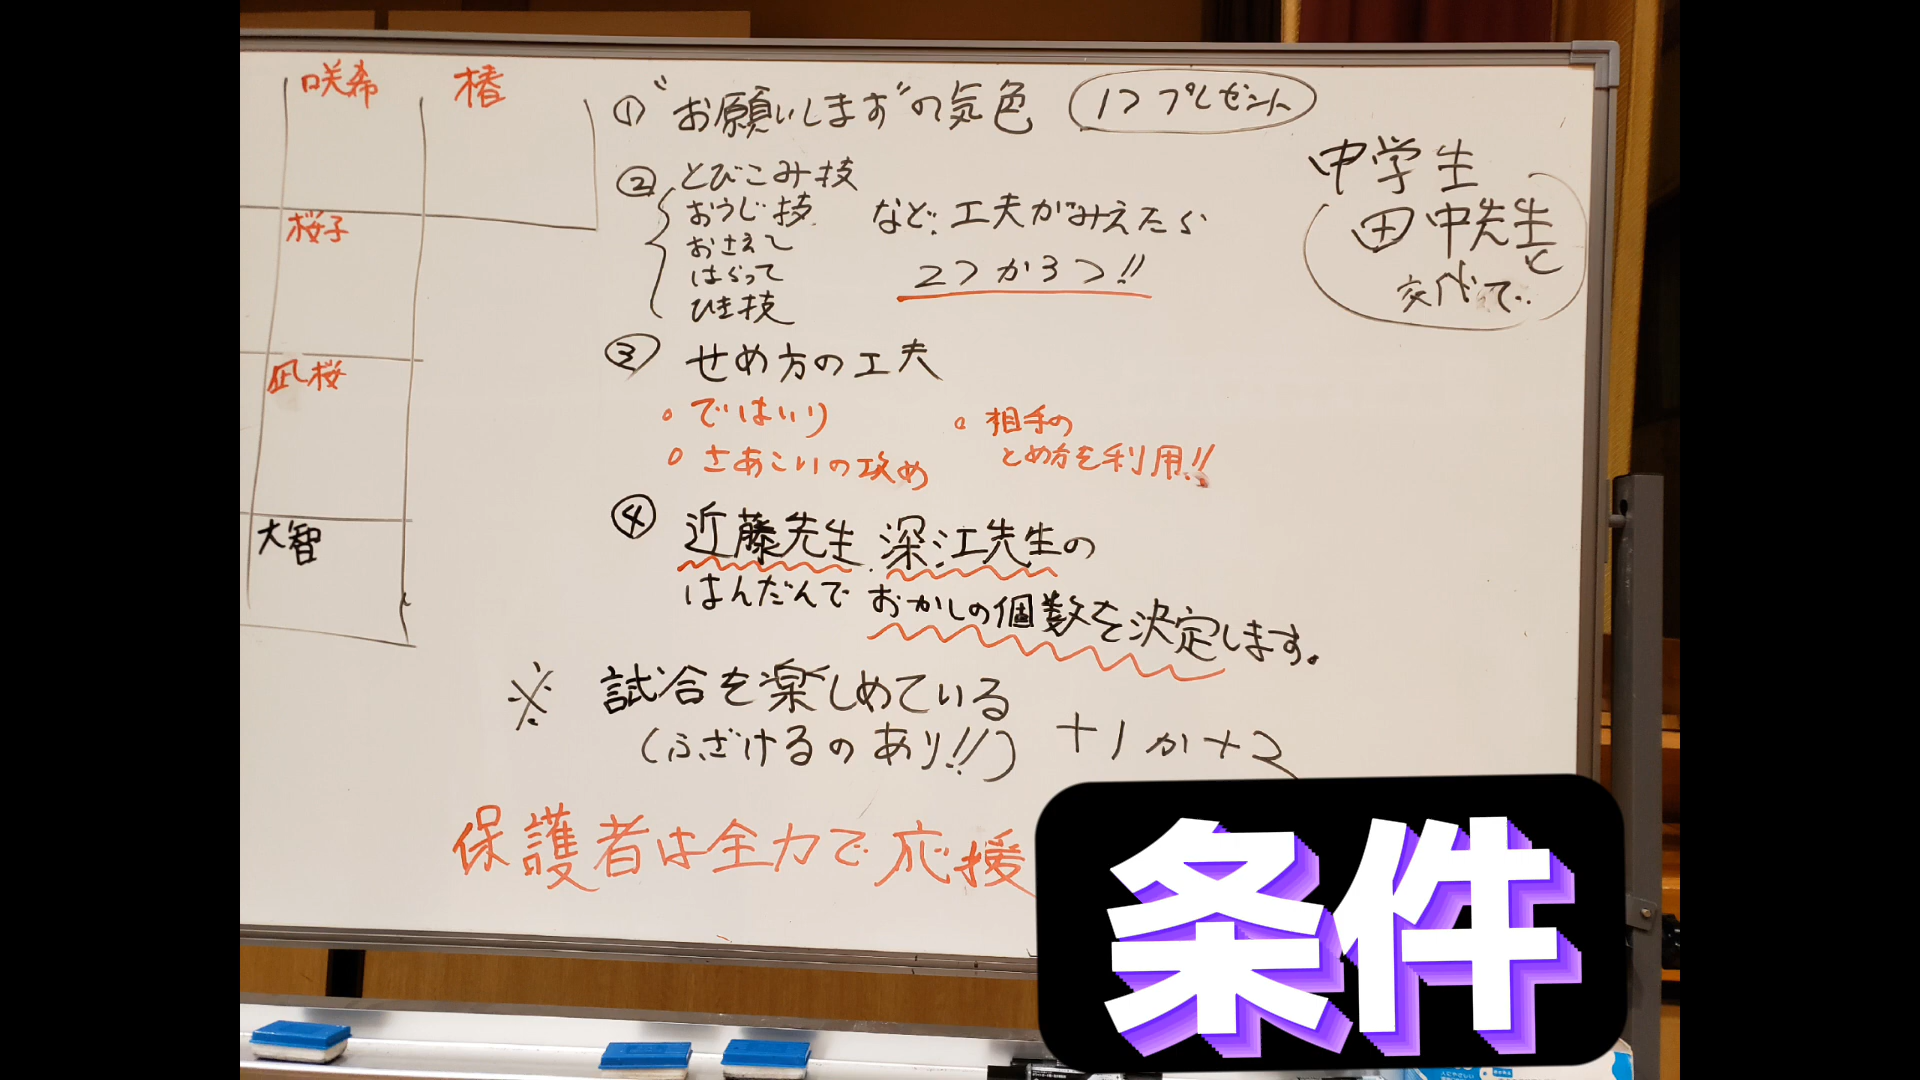 咲希
椿
桜子
凪桜
大智
① "お願いします"の気色 1つプレゼント
② とびこみ技
おうじ技
おさえて
はらって
ひき技
など、工夫がみえたら
2つか3つ!!
中学生
田中先生と
交代で..
③ せめ方の工夫
○ ではいり
○ さあこいの攻め
○ 相手の
とめ方を利用!!
④ 近藤先生、深江先生の
はんだんでおかしの個数を決定します。
※ 試合を楽しめている
(ふざけるのあり!!) +1か+2
保護者は全力で応援
条件